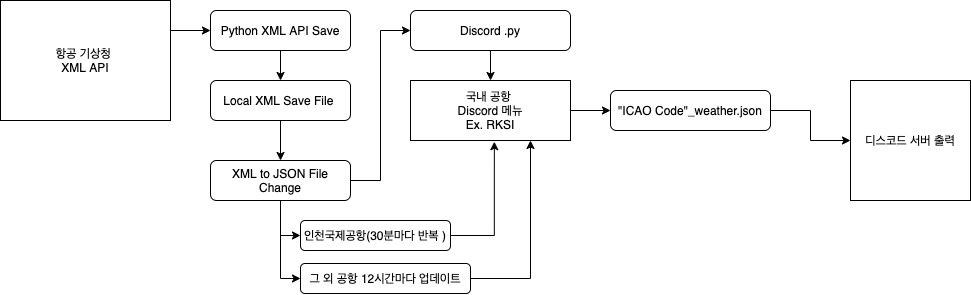 항공 기상청
XML API
Python XML API Save
Local XML Save File
XML to JSON File
Change
인천국제공항(30분마다 반복 )
그 외 공항 12시간마다 업데이트
Discord .py
국내 공항
Discord 메뉴
Ex. RKSI
"ICAO Code"_weather.json
디스코드 서버 출력